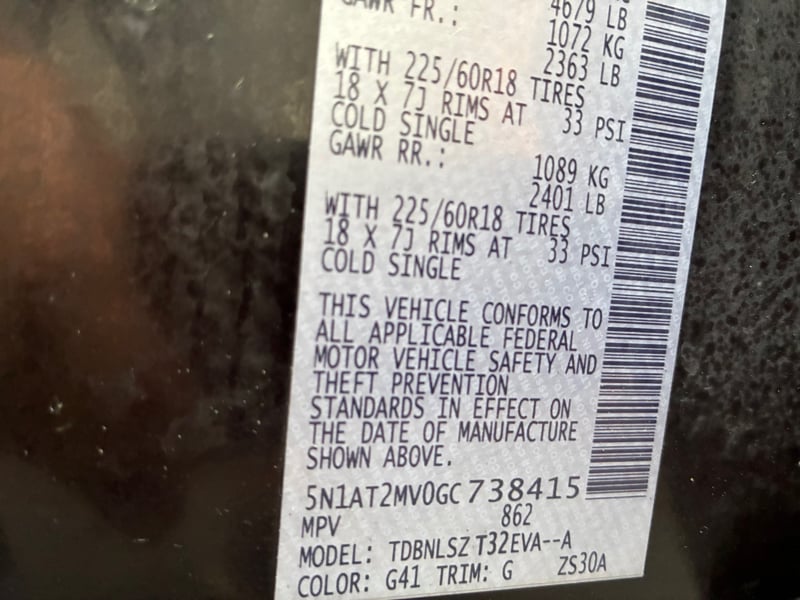 GAWR FR.:
4679 LB
1072 KG
2363 LB
WITH 225/60R18 TIRES
18 X 7J RIMS AT 33 PSI
COLD SINGLE
GAWR RR.:
1089 KG
2401 LB
WITH 225/60R18 TIRES
18 X 7J RIMS AT 33 PSI
COLD SINGLE
THIS VEHICLE CONFORMS TO
ALL APPLICABLE FEDERAL
MOTOR VEHICLE SAFETY AND
THEFT PREVENTION
STANDARDS IN EFFECT ON
THE DATE OF MANUFACTURE
SHOWN ABOVE.
5N1AT2MV0GC738415
MPV 862
MODEL: TDBNLSZ T32EVA--A
COLOR: G41 TRIM: G ZS30A